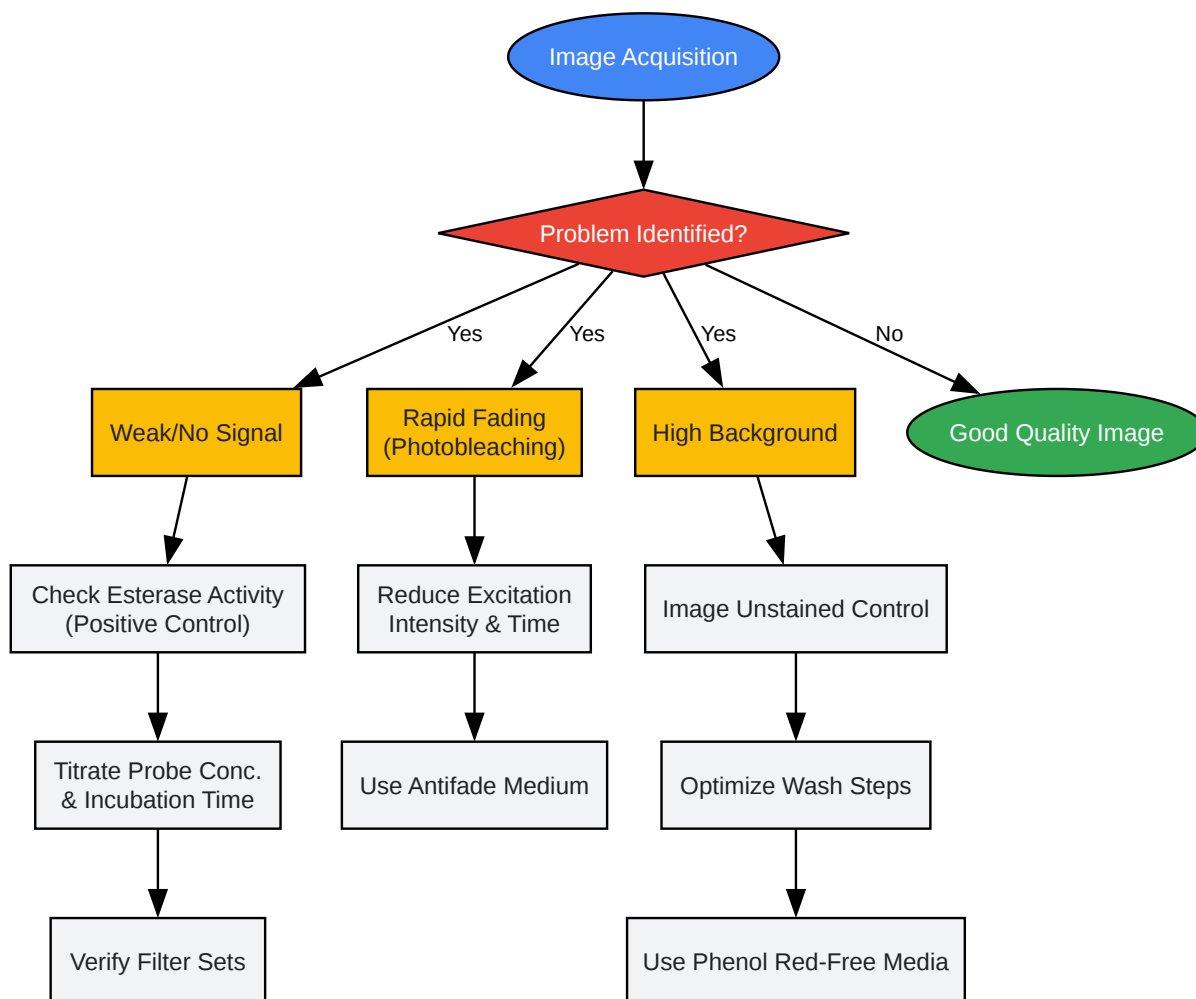 Image Acquisition
Problem Identified?
Yes
Yes
Yes
No
Weak/No Signal
Rapid Fading
(Photobleaching)
High Background
Good Quality Image
Check Esterase Activity
(Positive Control)
Reduce Excitation
Intensity & Time
Image Unstained Control
Titrate Probe Conc.
& Incubation Time
Use Antifade Medium
Optimize Wash Steps
Verify Filter Sets
Use Phenol Red-Free Media